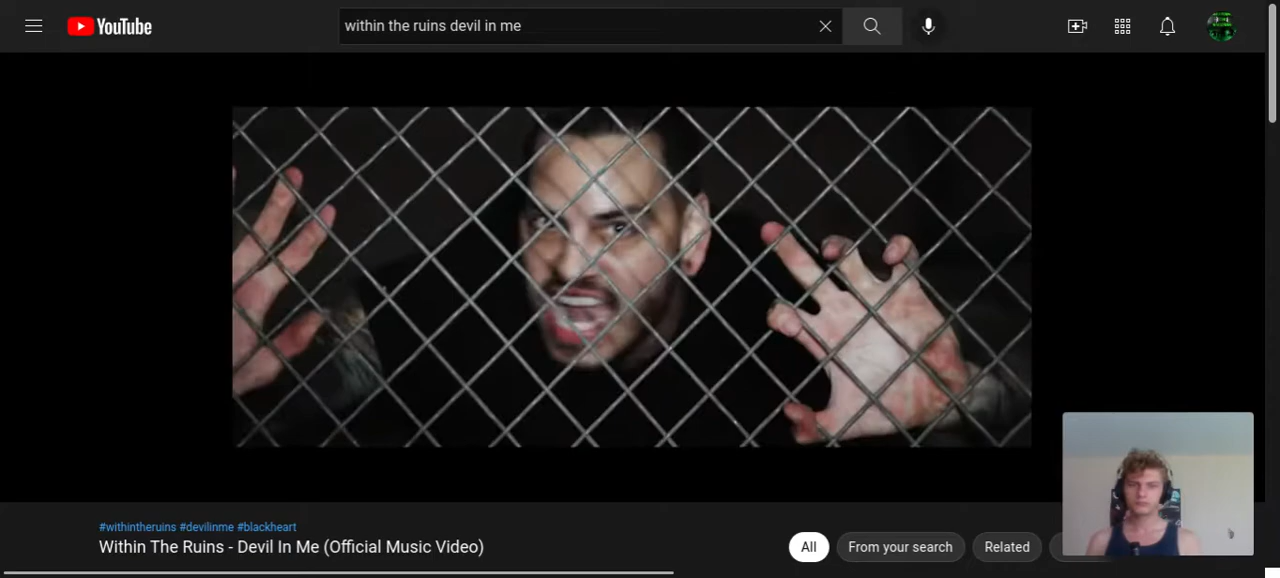 YouTube
within the ruins devil in me
#withintheruins #devilinme #blackheart
Within The Ruins - Devil In Me (Official Music Video)
All
From your search
Related